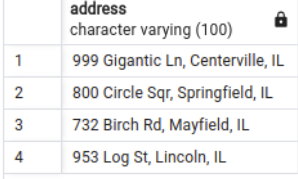 address
character varying (100)
1 999 Gigantic Ln, Centerville, IL
2 800 Circle Sqr, Springfield, IL
3 732 Birch Rd, Mayfield, IL
4 953 Log St, Lincoln, IL